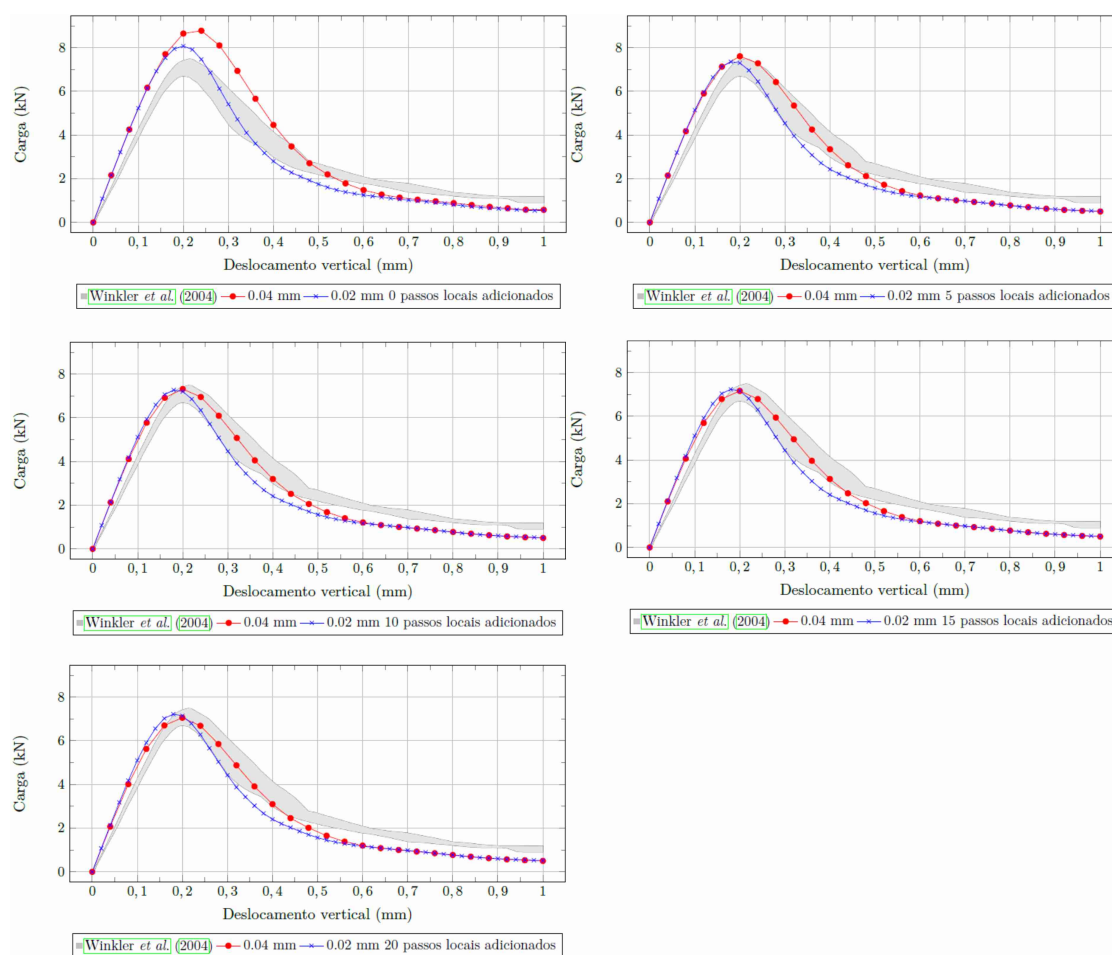 Carga (kN)
8
6
4
2
0
0 0,1 0,2 0,3 0,4 0,5 0,6 0,7 0,8 0,9 1
Deslocamento vertical (mm)
Winkler et al. (2004) 0.04 mm 0.02 mm 0 passos locais adicionados
Carga (kN)
8
6
4
2
0
0 0,1 0,2 0,3 0,4 0,5 0,6 0,7 0,8 0,9 1
Deslocamento vertical (mm)
Winkler et al. (2004) 0.04 mm 0.02 mm 5 passos locais adicionados
Carga (kN)
8
6
4
2
0
0 0,1 0,2 0,3 0,4 0,5 0,6 0,7 0,8 0,9 1
Deslocamento vertical (mm)
Winkler et al. (2004) 0.04 mm 0.02 mm 10 passos locais adicionados
Carga (kN)
8
6
4
2
0
0 0,1 0,2 0,3 0,4 0,5 0,6 0,7 0,8 0,9 1
Deslocamento vertical (mm)
Winkler et al. (2004) 0.04 mm 0.02 mm 15 passos locais adicionados
Carga (kN)
8
6
4
2
0
0 0,1 0,2 0,3 0,4 0,5 0,6 0,7 0,8 0,9 1
Deslocamento vertical (mm)
Winkler et al. (2004) 0.04 mm 0.02 mm 20 passos locais adicionados